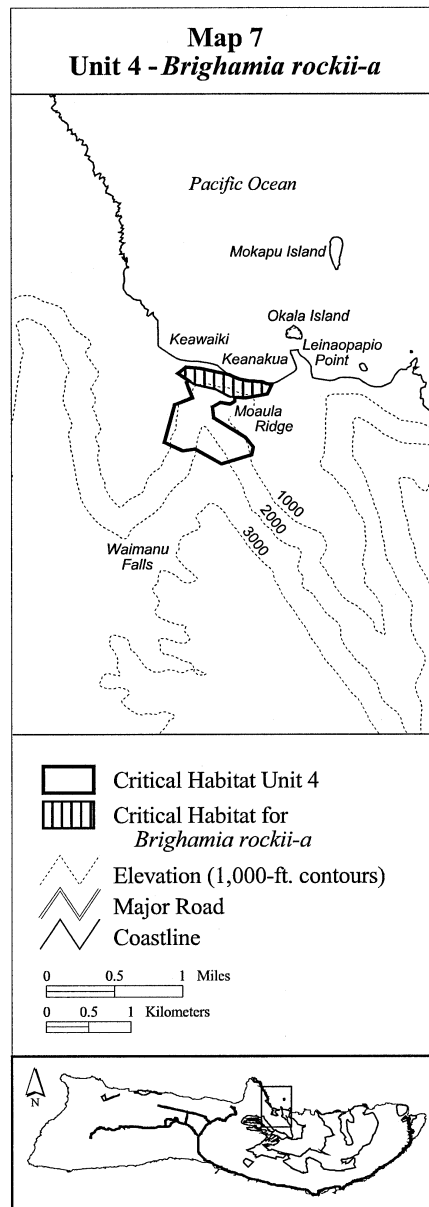 Map 7
Unit 4 - Brighamia rockii-a
Pacific Ocean
Mokapu Island
Okala Island
Keawaiki
Leinaopapio
Point
Keanakua
Moaula
Ridge
1000
2000
3000
Waimanu
Falls
Critical Habitat Unit 4
Critical Habitat for
Brighamia rockii-a
Elevation (1,000-ft. contours)
Major Road
Coastline
0 0.5 1 Miles
0 0.5 1 Kilometers
N